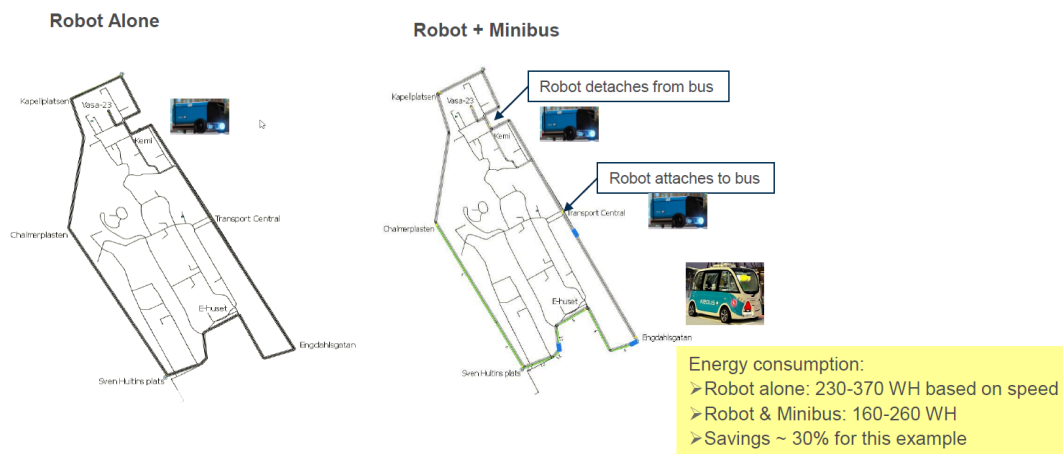 Robot Alone
Robot + Minibus
Kapellplatsen
Vasa-23
Kemi
Transport Central
Chalmerplasten
E-huset
Engdahlsgatan
Sven Hultins plats
Robot detaches from bus
Kapellplatsen
Vasa-23
Kemi
Robot attaches to bus
Transport Central
Chalmerplasten
E-huset
Engdahlsgatan
Sven Hultins plats
Energy consumption:
➢Robot alone: 230-370 WH based on speed
➢Robot & Minibus: 160-260 WH
➢Savings ~ 30% for this example